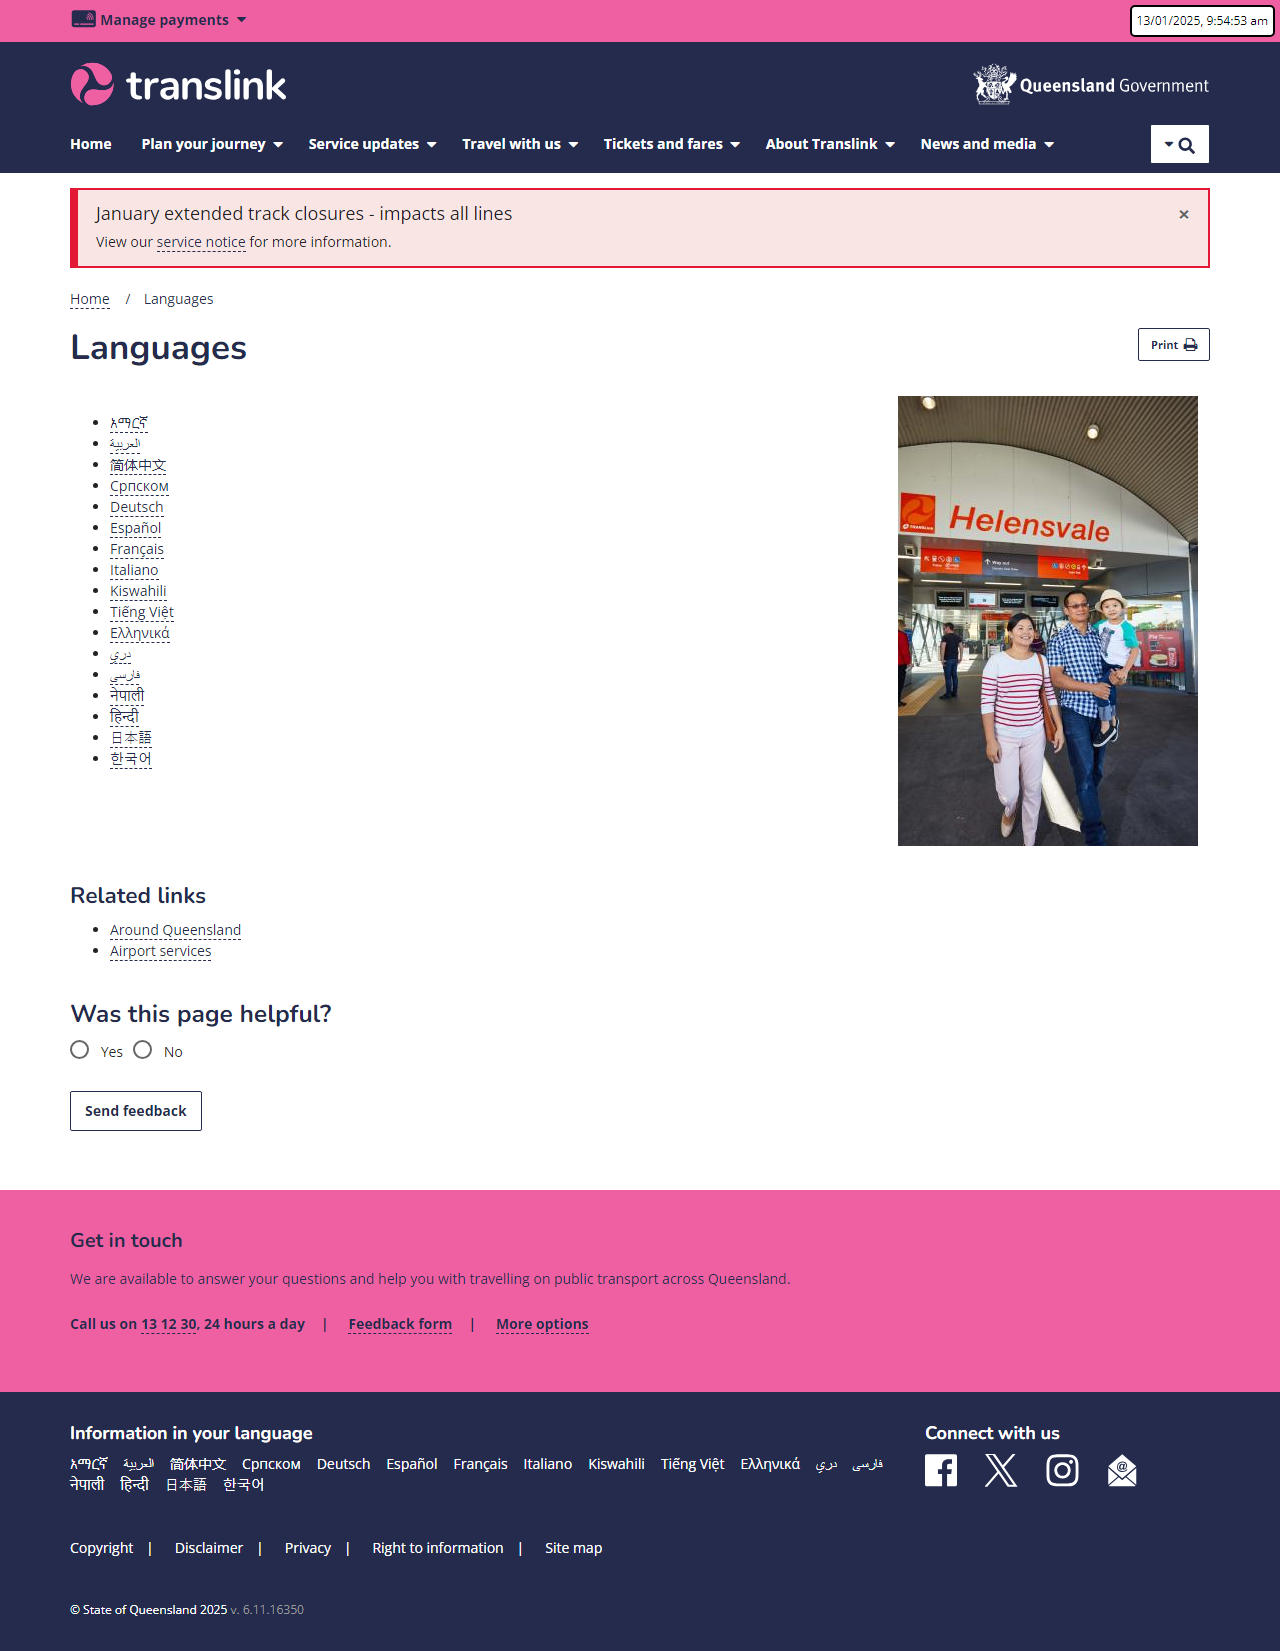 Manage payments
13/01/2025, 9:54:53 am
translink
Queensland Government
Home Plan your journey Service updates Travel with us Tickets and fares About Translink News and media
January extended track closures - impacts all lines
×
View our service notice for more information.
Home / Languages
Languages
Print
አማርኛ
العربية
简体中文
Српском
Deutsch
Español
Français
Italiano
Kiswahili
Tiếng Việt
Ελληνικά
دري
فارسی
नेपाली
हिन्दी
日本語
한국어
TRANSLINK
Helensvale
Way out
Related links
Around Queensland
Airport services
Was this page helpful?
Yes No
Send feedback
Get in touch
We are available to answer your questions and help you with travelling on public transport across Queensland.
Call us on 13 12 30, 24 hours a day | Feedback form | More options
Information in your language
አማርኛ العربية 简体中文 Српском Deutsch Español Français Italiano Kiswahili Tiếng Việt Ελληνικά دري فارسی
नेपाली हिन्दी 日本語 한국어
Connect with us
Copyright | Disclaimer | Privacy | Right to information | Site map
© State of Queensland 2025 v. 6.11.16350